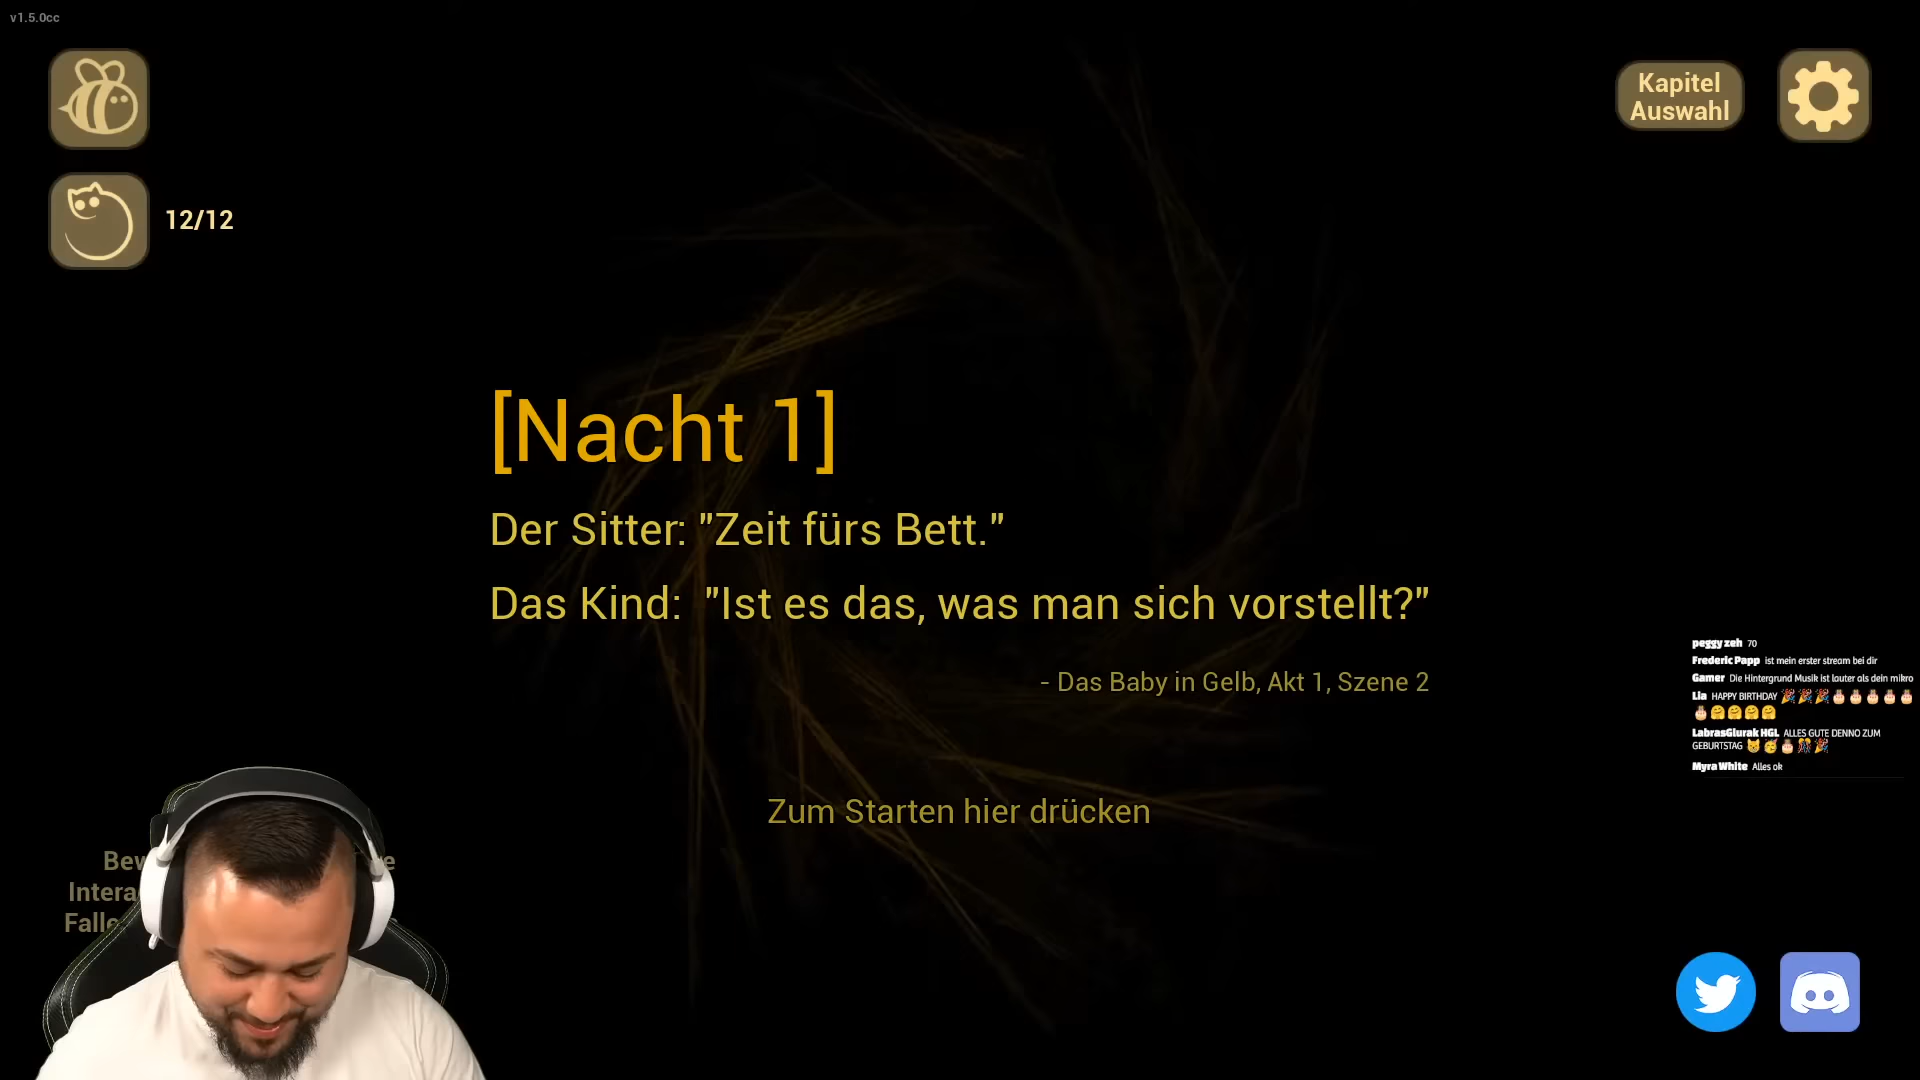 v1.5.0cc
Kapitel
Auswahl
12/12
[Nacht 1]
Der Sitter: "Zeit fürs Bett."
Das Kind: "Ist es das, was man sich vorstellt?"
- Das Baby in Gelb, Akt 1, Szene 2
Zum Starten hier drücken
peggy zeh 70
Frederic Papp ist mein erster stream bei dir
Gamer Die Hintergrund Musik ist lauter als dein mikro
Lia HAPPY BIRTHDAY 🎉🎉🎉🎂🎂🎂🎂🎂
🎂🤗🤗🤗🤗
LabrasGlurak HGL ALLES GUTE DENNO ZUM
GEBURTSTAG 😸🥳🎂🎊🎉
Myra White Alles ok